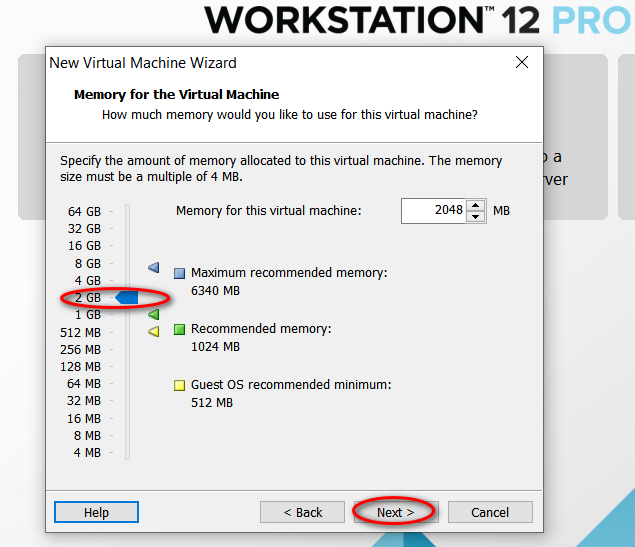 WORKSTATION™ 12 PRO
New Virtual Machine Wizard
Memory for the Virtual Machine
How much memory would you like to use for this virtual machine?
Specify the amount of memory allocated to this virtual machine. The memory
size must be a multiple of 4 MB.
64 GB
32 GB
16 GB
8 GB
4 GB
2 GB
1 GB
512 MB
256 MB
128 MB
64 MB
32 MB
16 MB
8 MB
4 MB
Memory for this virtual machine: 2048 MB
Maximum recommended memory:
6340 MB
Recommended memory:
1024 MB
Guest OS recommended minimum:
512 MB
Help < Back Next > Cancel
a